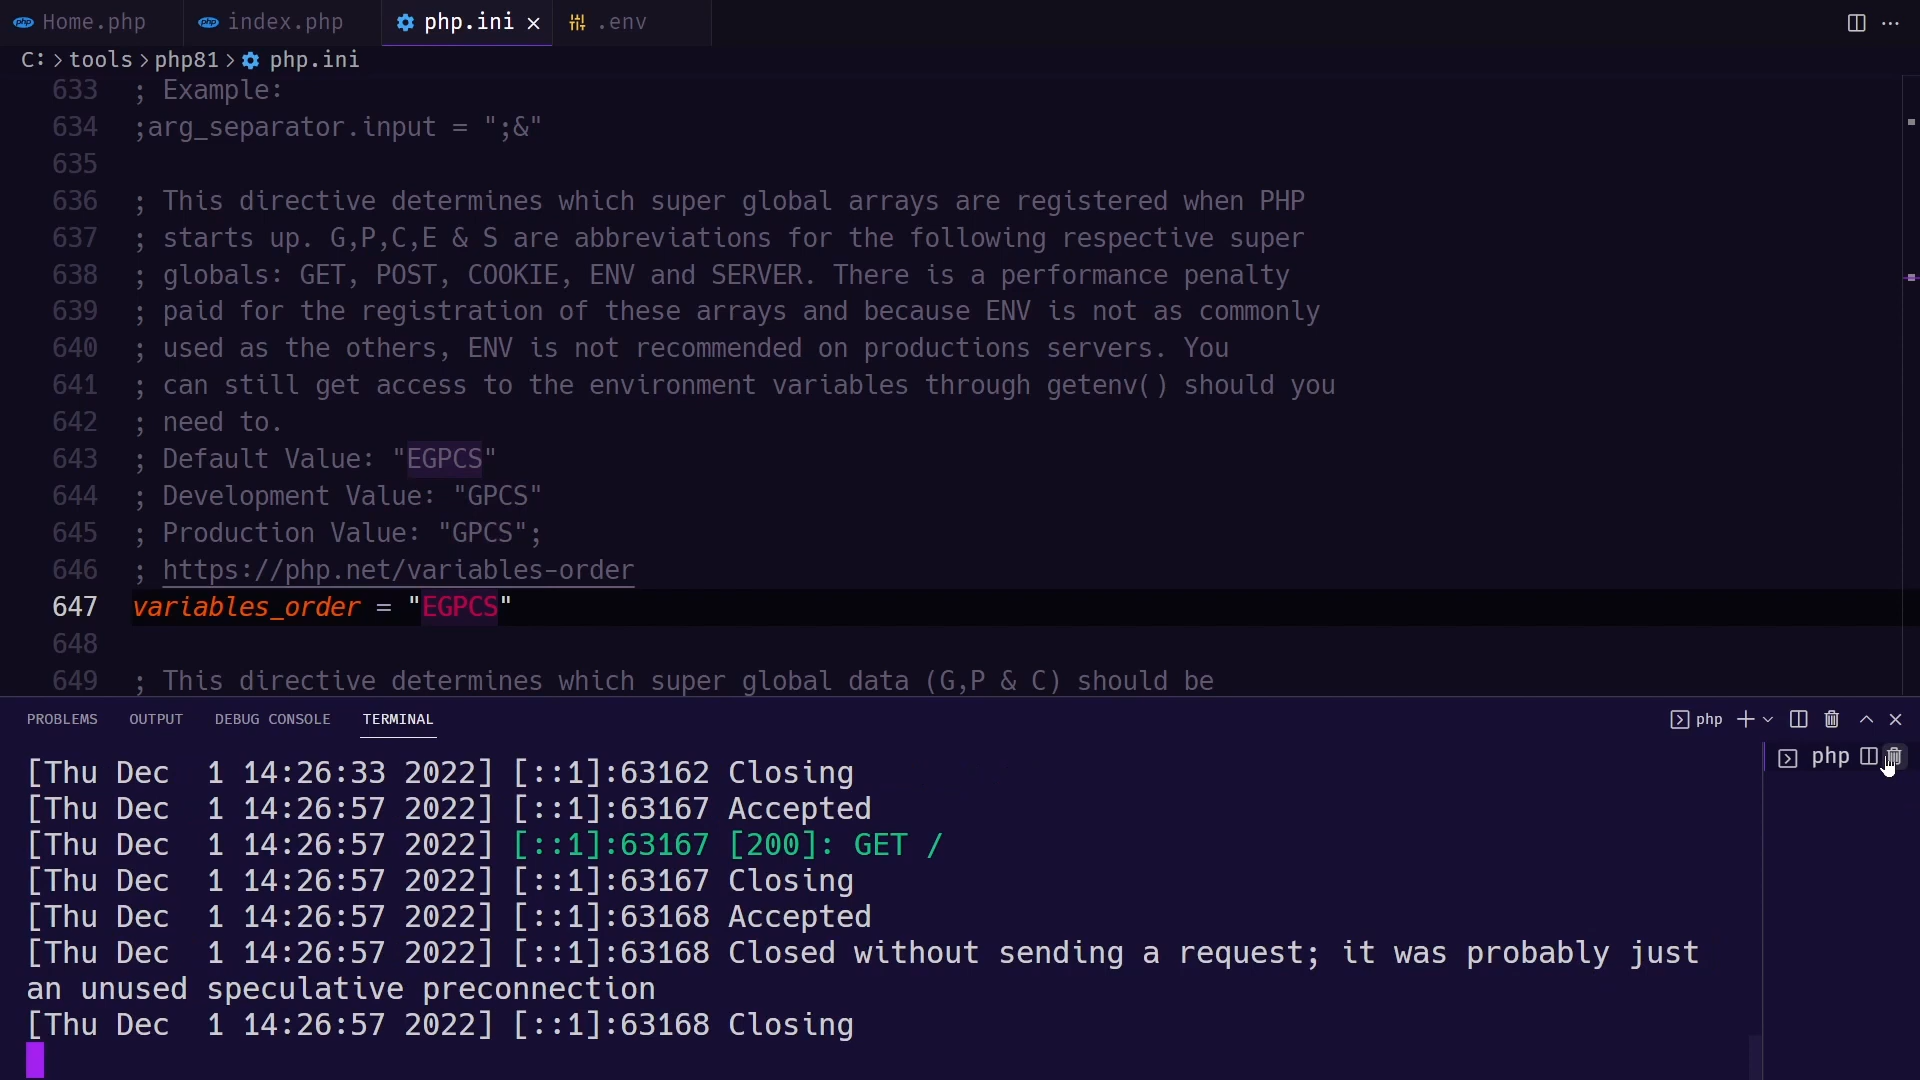 Home.php index.php php.ini .env
C: > tools > php81 > php.ini
633 ; Example:
634 ;arg_separator.input = ";&"
635
636 ; This directive determines which super global arrays are registered when PHP
637 ; starts up. G,P,C,E & S are abbreviations for the following respective super
638 ; globals: GET, POST, COOKIE, ENV and SERVER. There is a performance penalty
639 ; paid for the registration of these arrays and because ENV is not as commonly
640 ; used as the others, ENV is not recommended on productions servers. You
641 ; can still get access to the environment variables through getenv() should you
642 ; need to.
643 ; Default Value: "EGPCS"
644 ; Development Value: "GPCS"
645 ; Production Value: "GPCS";
646 ; https://php.net/variables-order
647 variables_order = "EGPCS"
648
649 ; This directive determines which super global data (G,P & C) should be
PROBLEMS OUTPUT DEBUG CONSOLE TERMINAL php
php
[Thu Dec  1 14:26:33 2022] [::1]:63162 Closing
[Thu Dec  1 14:26:57 2022] [::1]:63167 Accepted
[Thu Dec  1 14:26:57 2022] [::1]:63167 [200]: GET /
[Thu Dec  1 14:26:57 2022] [::1]:63167 Closing
[Thu Dec  1 14:26:57 2022] [::1]:63168 Accepted
[Thu Dec  1 14:26:57 2022] [::1]:63168 Closed without sending a request; it was probably just
an unused speculative preconnection
[Thu Dec  1 14:26:57 2022] [::1]:63168 Closing